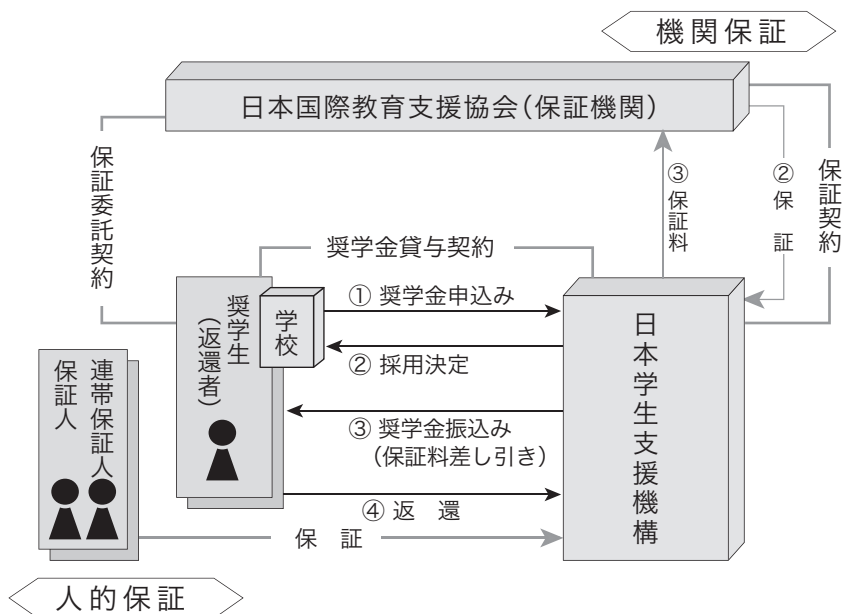 機関保証
日本国際教育支援協会(保証機関)
保証委託契約
③保証料
②保証
保証契約
奨学金貸与契約
奨学生
(返還者)
学校
① 奨学金申込み
② 採用決定
③ 奨学金振込み
(保証料差し引き)
④ 返 還
日本学生支援機構
連帯保証人
保証人
保 証
人的保証